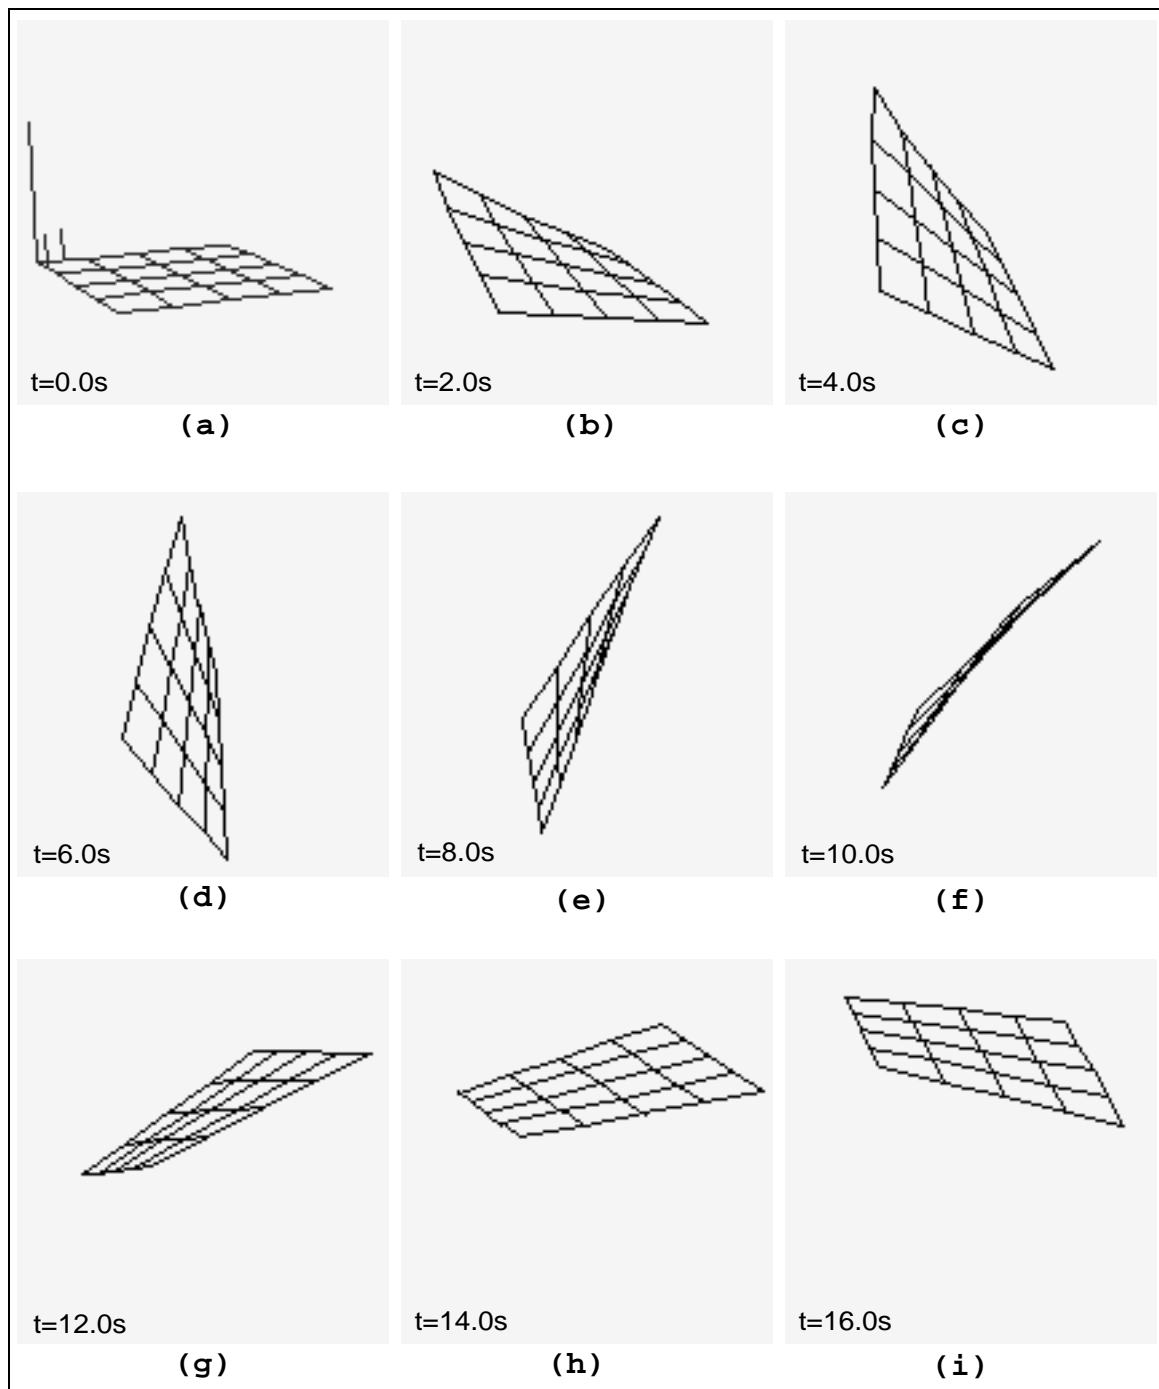 t=0.0s
t=2.0s
t=4.0s
(a)
(b)
(c)
t=6.0s
t=8.0s
t=10.0s
(d)
(e)
(f)
t=12.0s
t=14.0s
t=16.0s
(g)
(h)
(i)